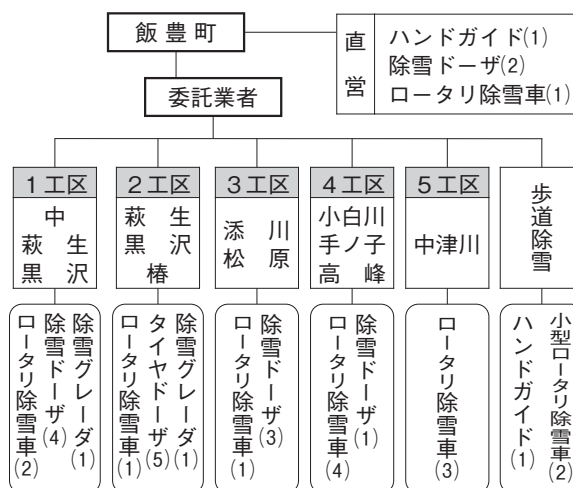 飯豊町
直営
ハンドガイド(1)
除雪ドーザ(2)
ロータリ除雪車(1)
委託業者
1工区
中
萩生
黒沢
除雪グレーダ(1)
除雪ドーザ(4)
ロータリ除雪車(2)
2工区
萩生
黒沢
椿
除雪グレーダ(1)
タイヤドーザ(5)
ロータリ除雪車(1)
3工区
添川
松原
除雪ドーザ(3)
ロータリ除雪車(1)
4工区
小白川
手ノ子
高峰
除雪ドーザ(1)
ロータリ除雪車(4)
5工区
中津川
ロータリ除雪車(3)
歩道除雪
小型ロータリ除雪車(2)
ハンドガイド(1)